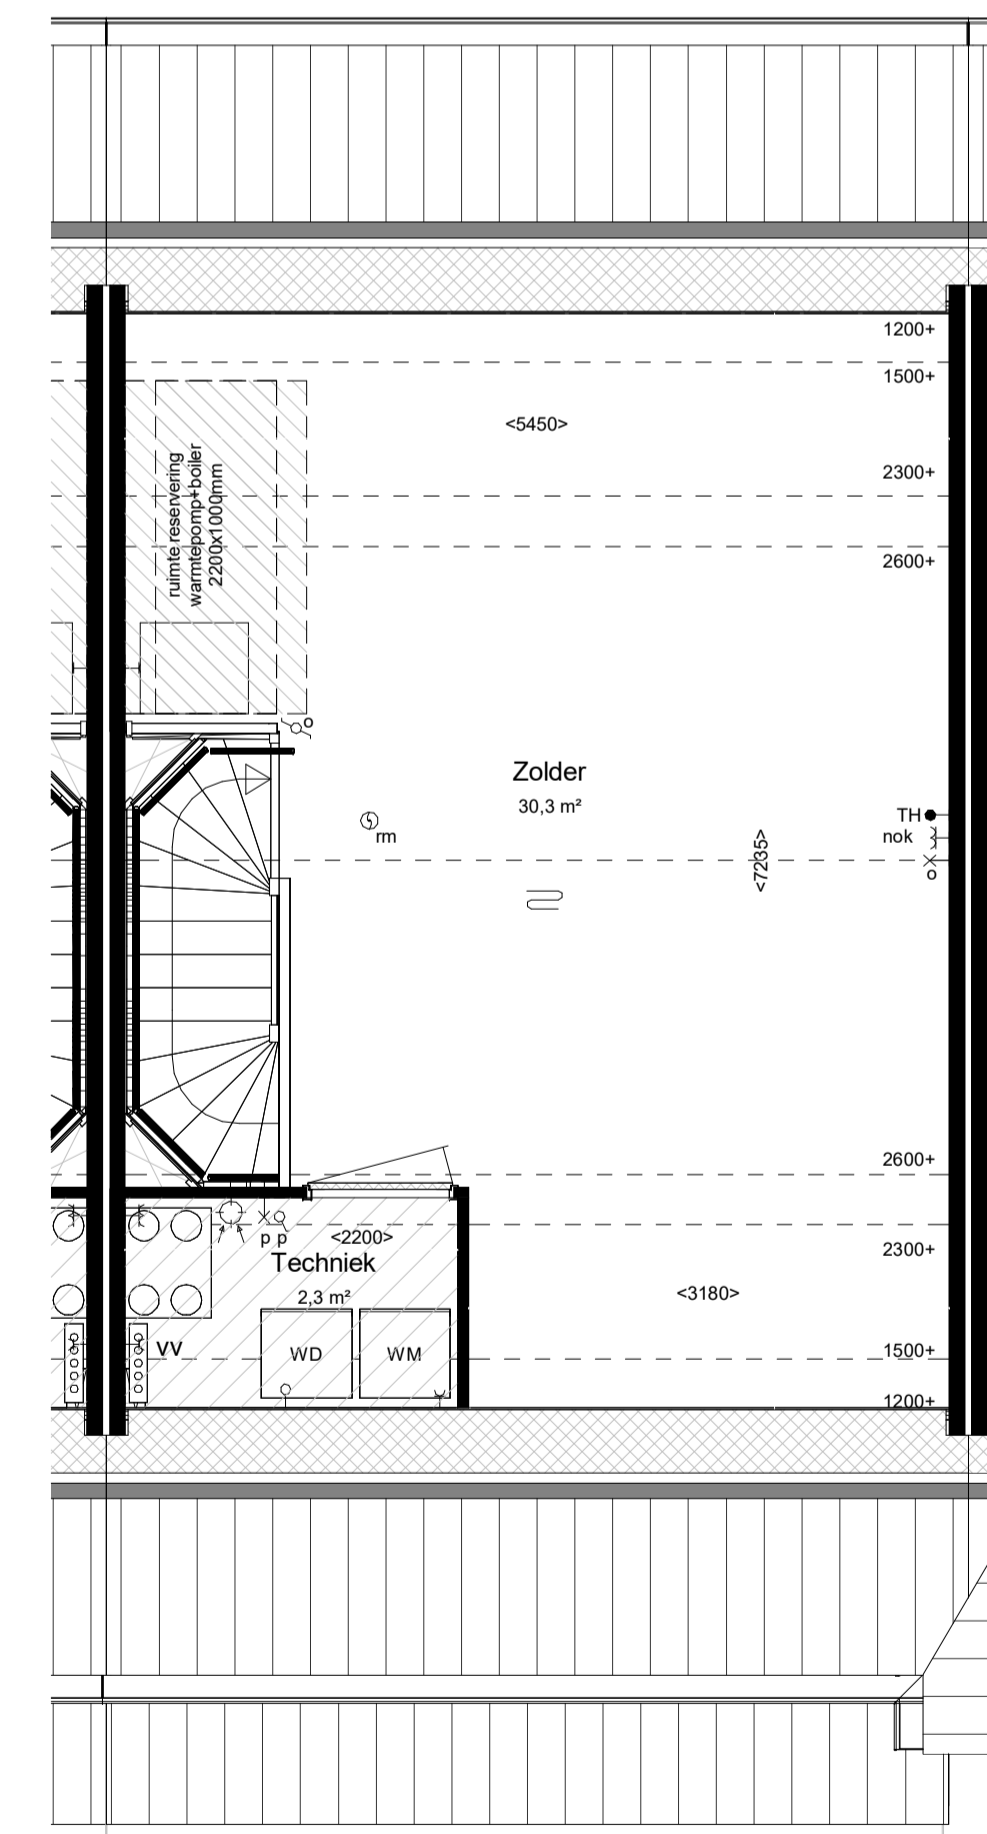 1200+
1500+
<5450>
2300+
2600+
ruimte reservering
warmtepomp+boiler
2200x1000mm
o
Zolder
30,3 m²
rm
TH
nok
o
<7235>
2600+
p p
<2200>
2300+
Techniek
2,3 m²
<3180>
VV
WD
WM
1500+
1200+